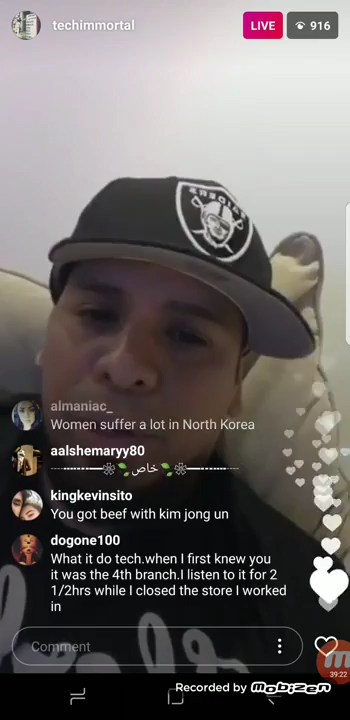 techimmortal
LIVE
916
RAIDERS
almaniac_
Women suffer a lot in North Korea
aalshemaryy80
خاص
kingkevinsito
You got beef with kim jong un
dogone100
What it do tech.when I first knew you
it was the 4th branch.I listen to it for 2
1/2hrs while I closed the store I worked
in
Comment
39:22
Recorded by Mobizen